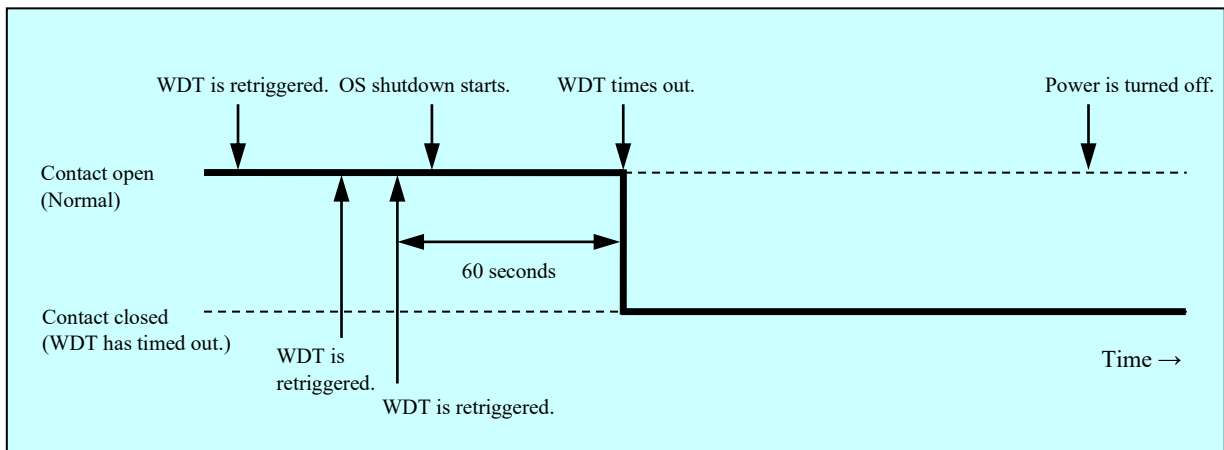 WDT is retriggered. OS shutdown starts. WDT times out. Power is turned off.
Contact open
(Normal)
60 seconds
Contact closed
(WDT has timed out.)
WDT is
retriggered.
Time →
WDT is retriggered.